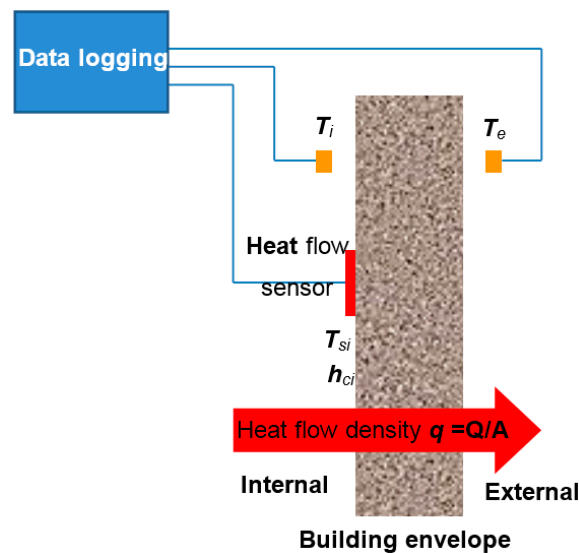 Data logging
Ti
Te
Heat flow
sensor
Tsi
hci
Heat flow density q =Q/A
Internal
External
Building envelope